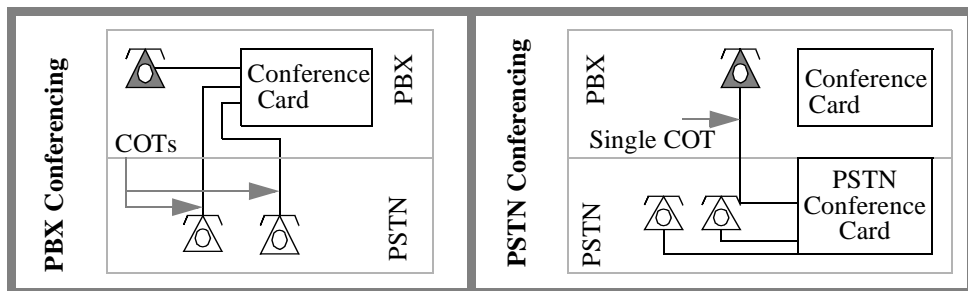 PBX Conferencing
Conference
Card
PBX
COTs
PSTN
PSTN Conferencing
PBX
Conference
Card
Single COT
PSTN
PSTN
Conference
Card